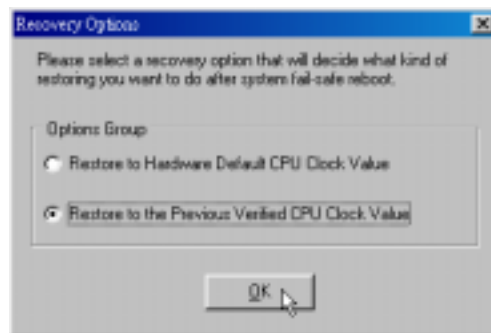 Recovery Options
Please select a recovery option that will decide what kind of
restoring you want to do after system fail-safe reboot.
Options Group
Restore to Hardware Default CPU Clock Value
Restore to the Previous Verified CPU Clock Value
OK